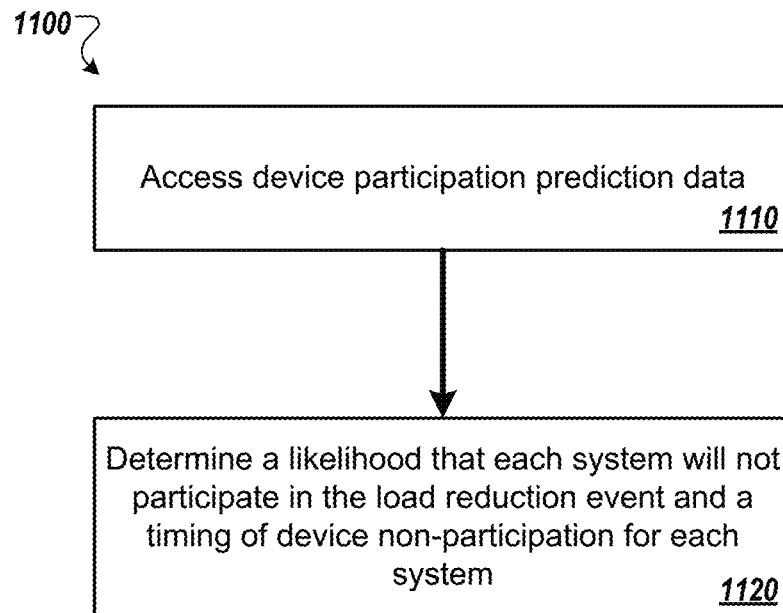 1100
Access device participation prediction data
1110
Determine a likelihood that each system will not
participate in the load reduction event and a
timing of device non-participation for each
system
1120